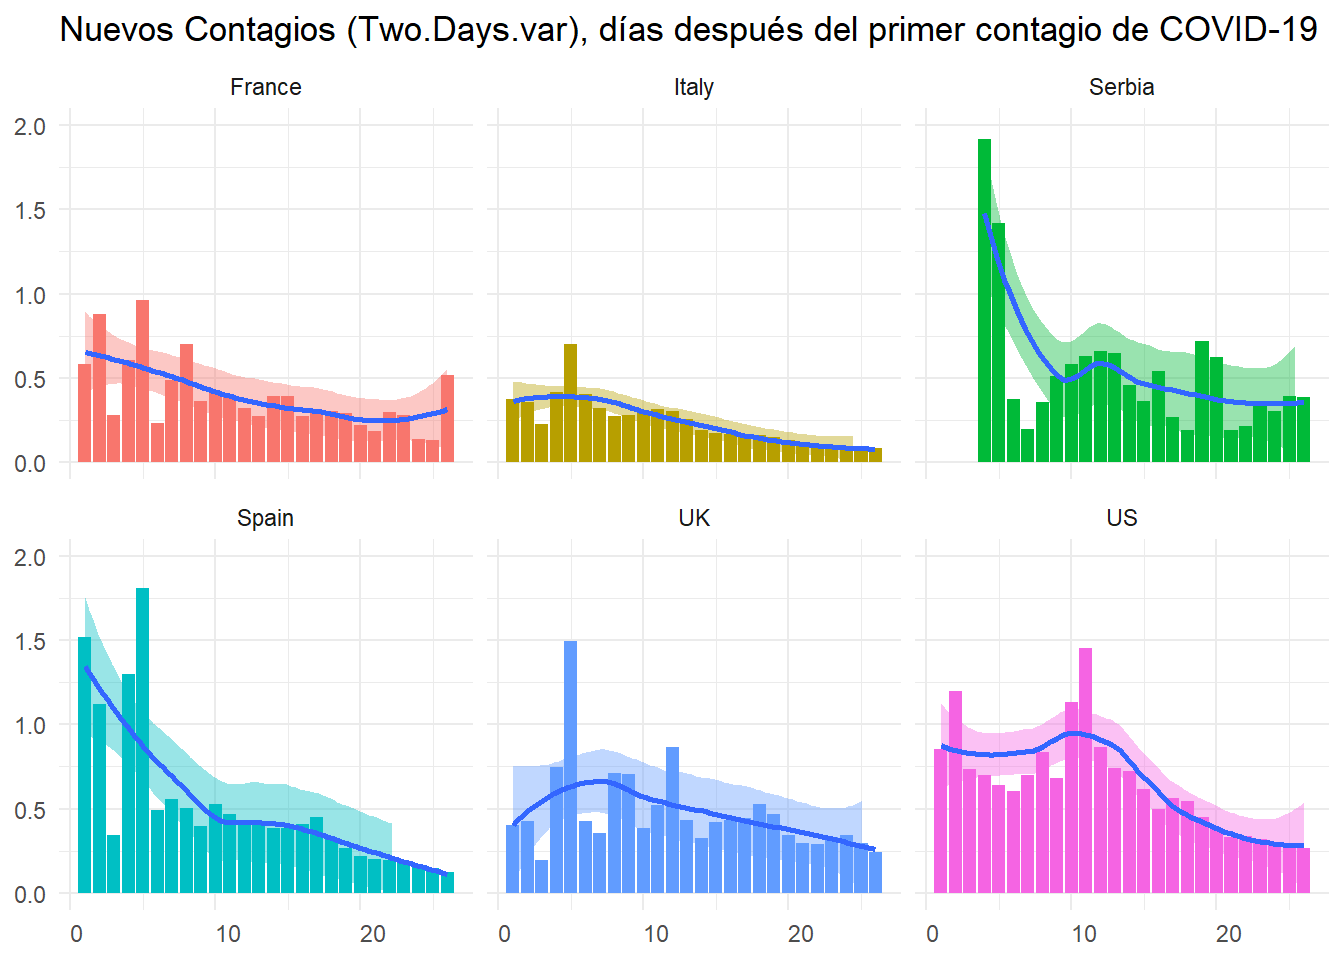 Nuevos Contagios (Two.Days.var), días después del primer contagio de COVID-19
France Italy Serbia
2.0
1.5
1.0
0.5
0.0
Spain UK US
2.0
1.5
1.0
0.5
0.0
0 10 20 0 10 20 0 10 20